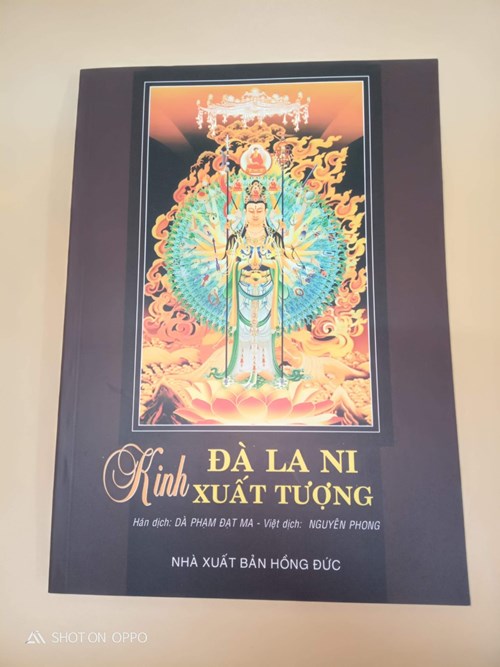 Kinh ĐÀ LA NI
XUẤT TƯỢNG
Hán dịch: DÀ PHẠM ĐẠT MA - Việt dịch: NGUYÊN PHONG
NHÀ XUẤT BẢN HỒNG ĐỨC
SHOT ON OPPO